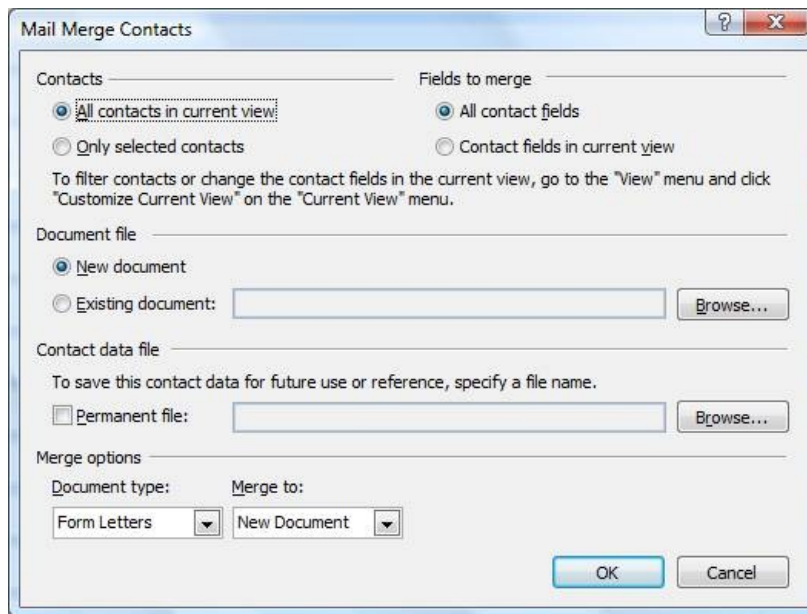 Mail Merge Contacts
Contacts
Fields to merge
All contacts in current view
All contact fields
Only selected contacts
Contact fields in current view
To filter contacts or change the contact fields in the current view, go to the "View" menu and click
"Customize Current View" on the "Current View" menu.
Document file
New document
Existing document:
Browse...
Contact data file
To save this contact data for future use or reference, specify a file name.
Permanent file:
Browse...
Merge options
Document type:
Merge to:
Form Letters
New Document
OK
Cancel